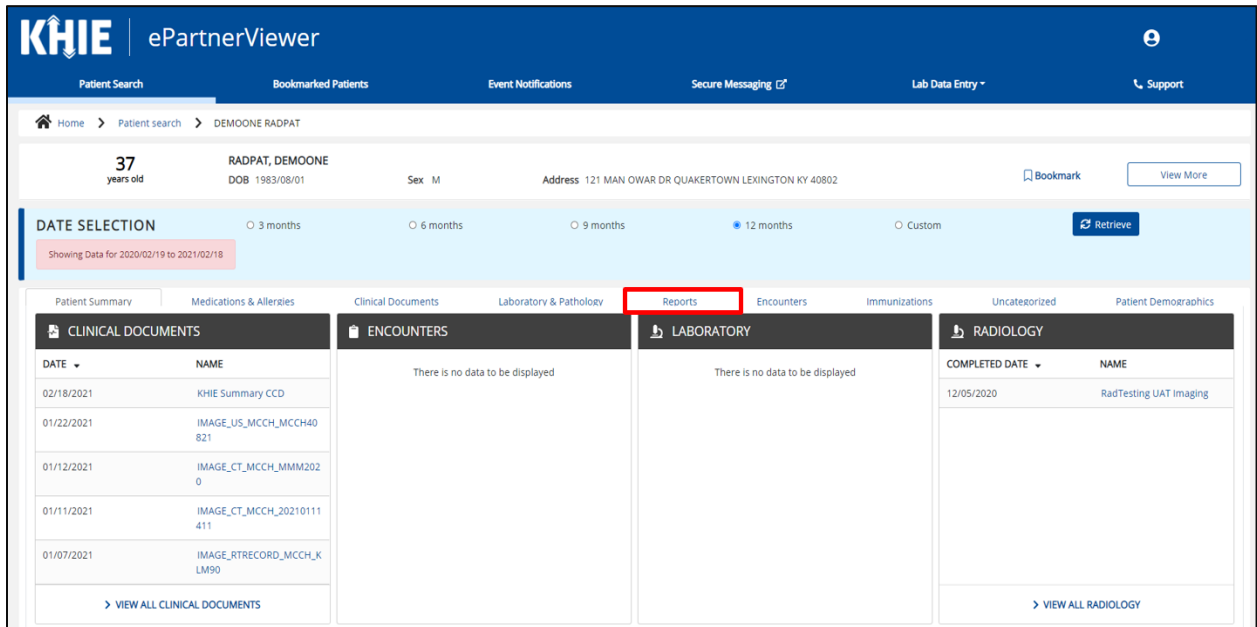 KHIE ePartnerViewer
Patient Search Bookmarked Patients Event Notifications Secure Messaging Lab Data Entry Support
Home > Patient search > DEMOONE RADPAT
37 RADPAT, DEMOONE
years old DOB 1983/08/01 Sex M Address 121 MAN OWAR DR QUAKERTOWN LEXINGTON KY 40802 Bookmark View More
DATE SELECTION 3 months 6 months 9 months 12 months Custom Retrieve
Showing Data for 2020/02/19 to 2021/02/18
Patient Summary Medications & Allergies Clinical Documents Laboratory & Pathology Reports Encounters Immunizations Uncategorized Patient Demographics
CLINICAL DOCUMENTS ENCOUNTERS LABORATORY RADIOLOGY
DATE NAME There is no data to be displayed There is no data to be displayed COMPLETED DATE NAME
02/18/2021 KHIE Summary CCD 12/05/2020 RadTesting UAT Imaging
01/22/2021 IMAGE_US_MCCH_MCCH40
821
01/12/2021 IMAGE_CT_MCCH_MMM202
0
01/11/2021 IMAGE_CT_MCCH_20210111
411
01/07/2021 IMAGE_RTRECORD_MCCH_K
LM90
> VIEW ALL CLINICAL DOCUMENTS > VIEW ALL RADIOLOGY